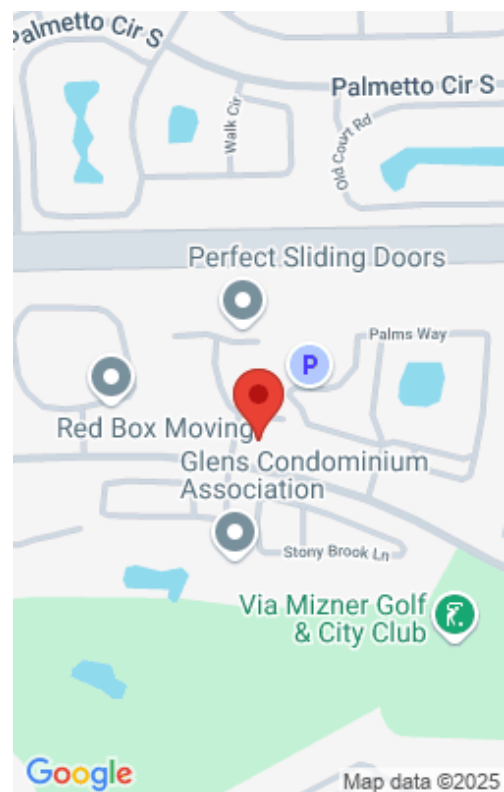 Palmetto Cir S
Palmetto Cir S
Walk Cir
Old Court Rd
Perfect Sliding Doors
Palms Way
P
Red Box Moving
Glens Condominium
Association
Stony Brook Ln
Via Mizner Golf
& City Club
Google
Map data ©2025